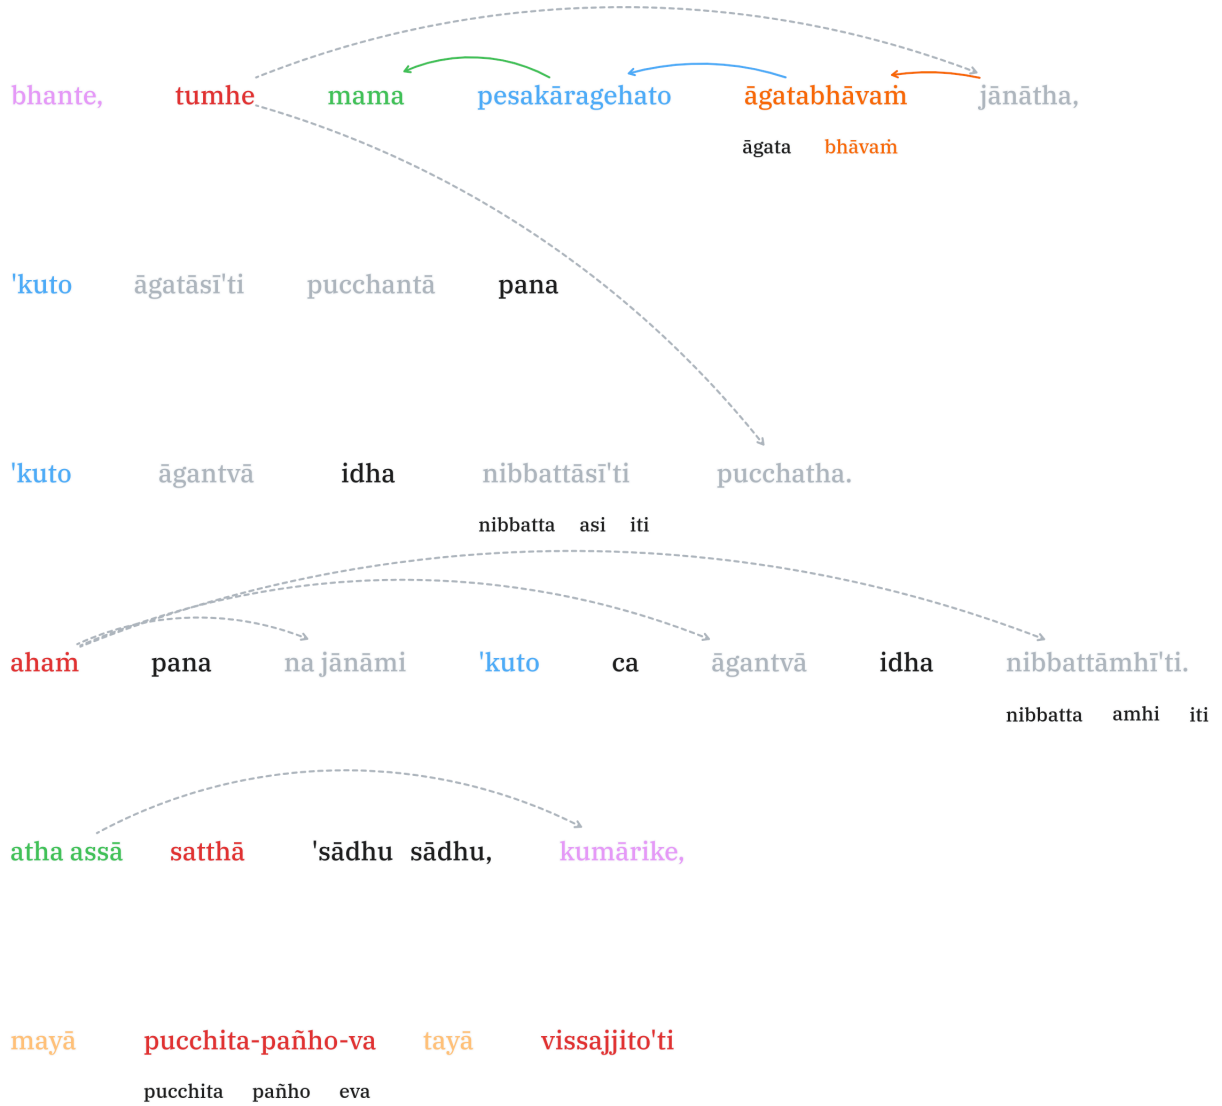 bhante, tumhe mama pesakāragehato āgatabhāvaṁ jānātha,
āgata bhāvaṁ
'kuto āgatāsī'ti pucchantā pana
'kuto āgantvā idha nibbattāsī'ti pucchatha.
nibbatta asi iti
ahaṁ pana na jānāmi 'kuto ca āgantvā idha nibbattāmhī'ti.
nibbatta amhi iti
atha assā satthā 'sādhu sādhu, kumārike,
mayā pucchita-pañho-va tayā vissajjito'ti
pucchita pañho eva